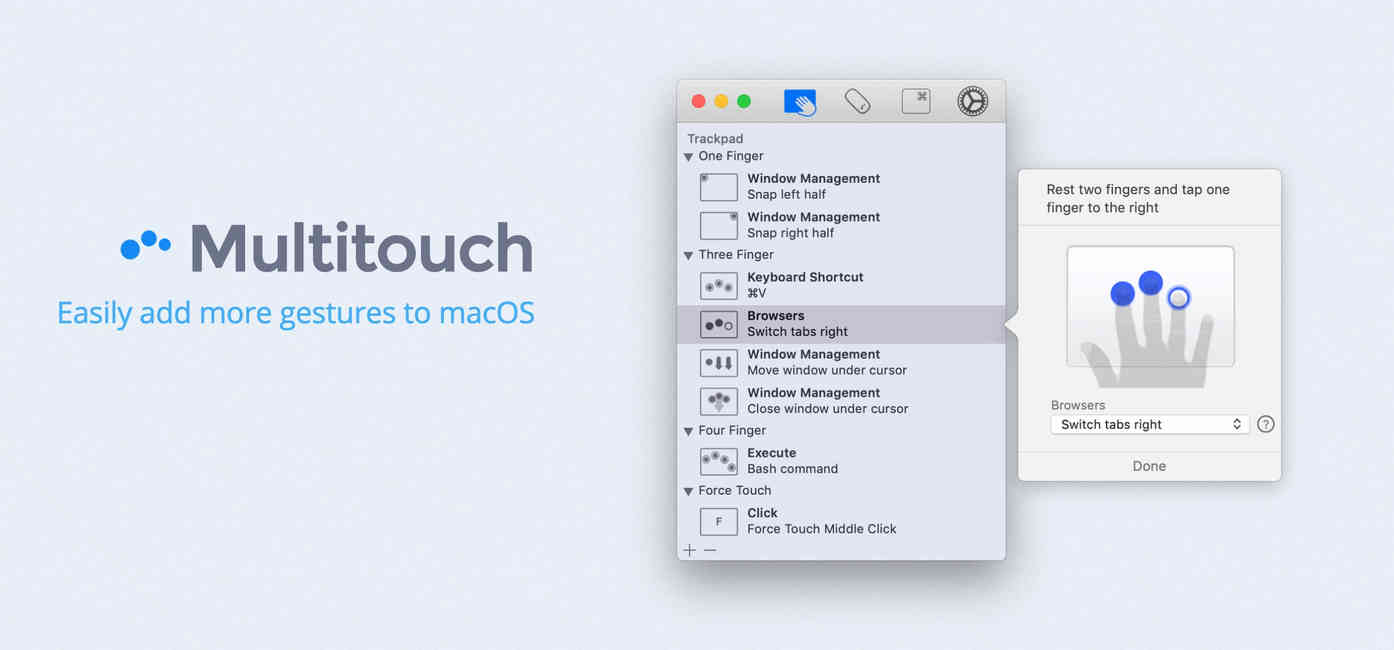 Multitouch
Easily add more gestures to macOS
⌘
Trackpad
One Finger
Window Management
Snap left half
Window Management
Snap right half
Three Finger
Keyboard Shortcut
⌘V
Browsers
Switch tabs right
Window Management
Move window under cursor
Window Management
Close window under cursor
Four Finger
Execute
Bash command
Force Touch
F
Click
Force Touch Middle Click
Rest two fingers and tap one
finger to the right
Browsers
Switch tabs right
?
Done